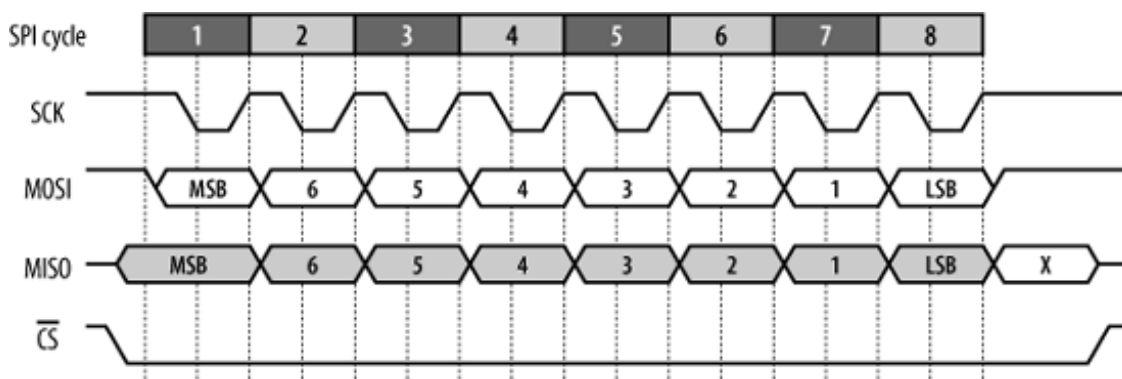 SPI cycle 1 2 3 4 5 6 7 8
SCK
MOSI MSB 6 5 4 3 2 1 LSB
MISO MSB 6 5 4 3 2 1 LSB X
C̅S̅